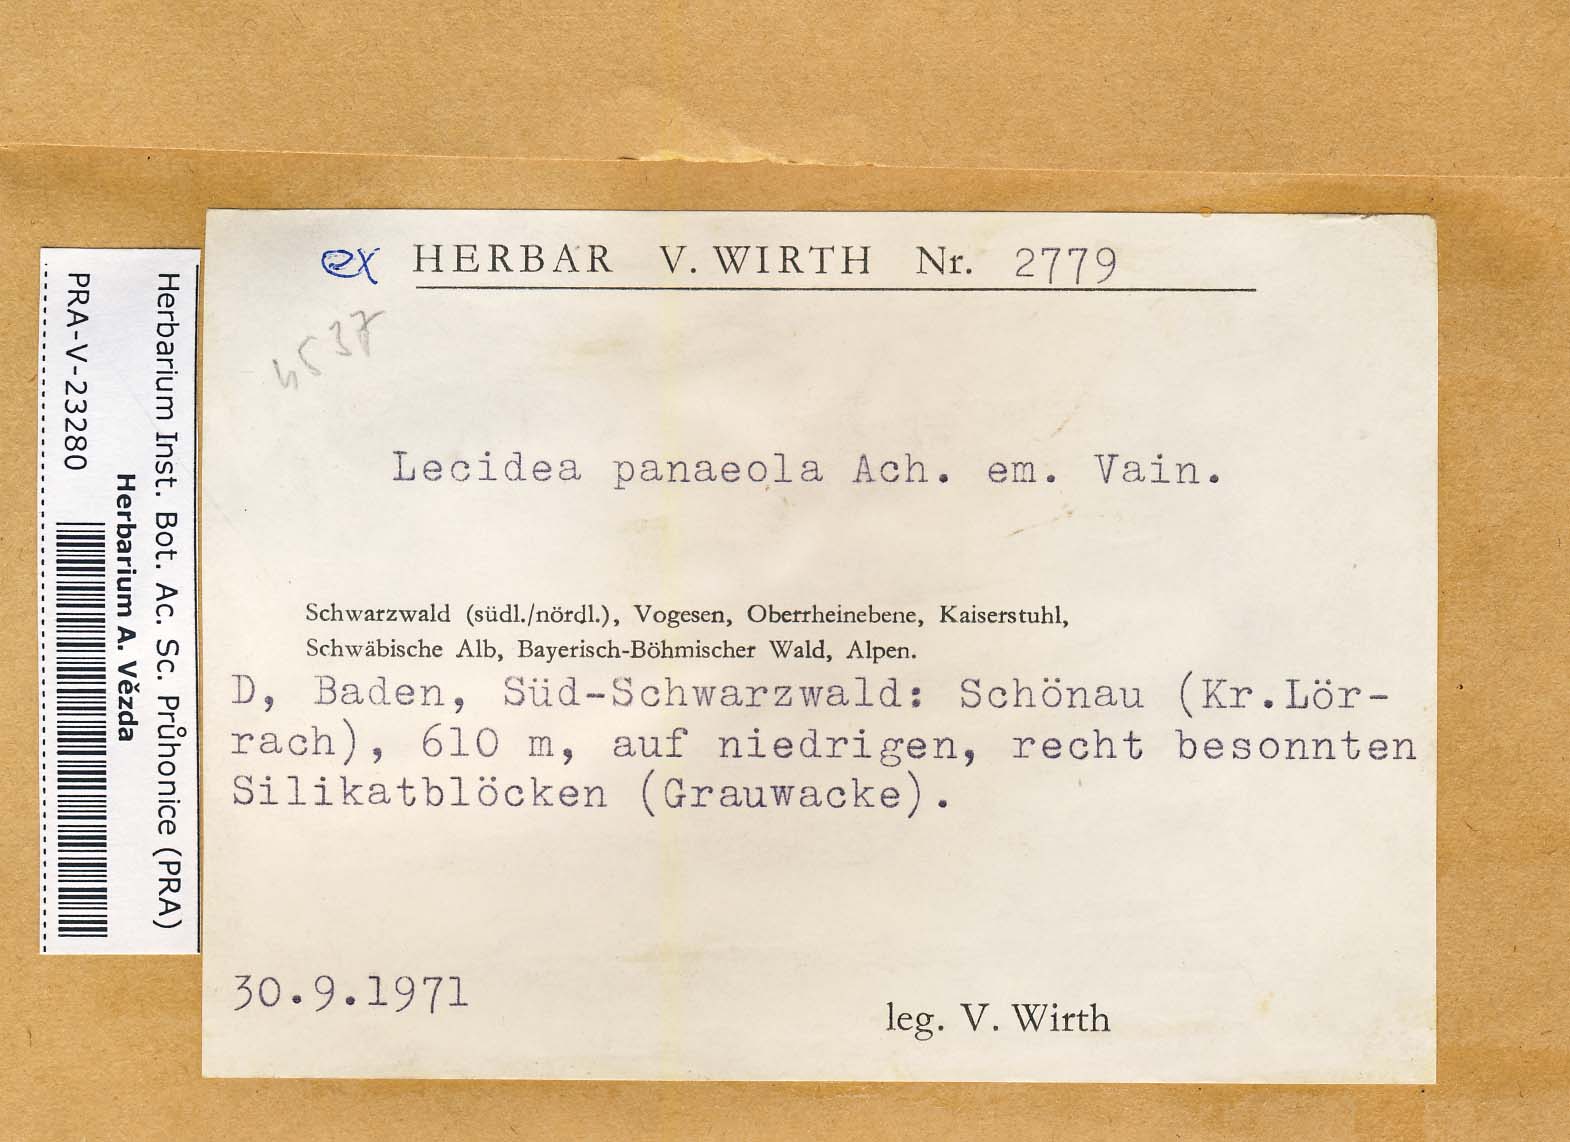 Herbarium Inst. Bot. Ac. Sc. Průhonice (PRA)
Herbarium A. Vězda
PRA-V-23280
ex HERBAR V. WIRTH Nr. 2779
4537
Lecidea panaeola Ach. em. Vain.
Schwarzwald (südl./nördl.), Vogesen, Oberrheinebene, Kaiserstuhl,
Schwäbische Alb, Bayerisch-Böhmischer Wald, Alpen.
D, Baden, Süd-Schwarzwald: Schönau (Kr.Lör-
rach), 610 m, auf niedrigen, recht besonnten
Silikatblöcken (Grauwacke).
30.9.1971
leg. V. Wirth